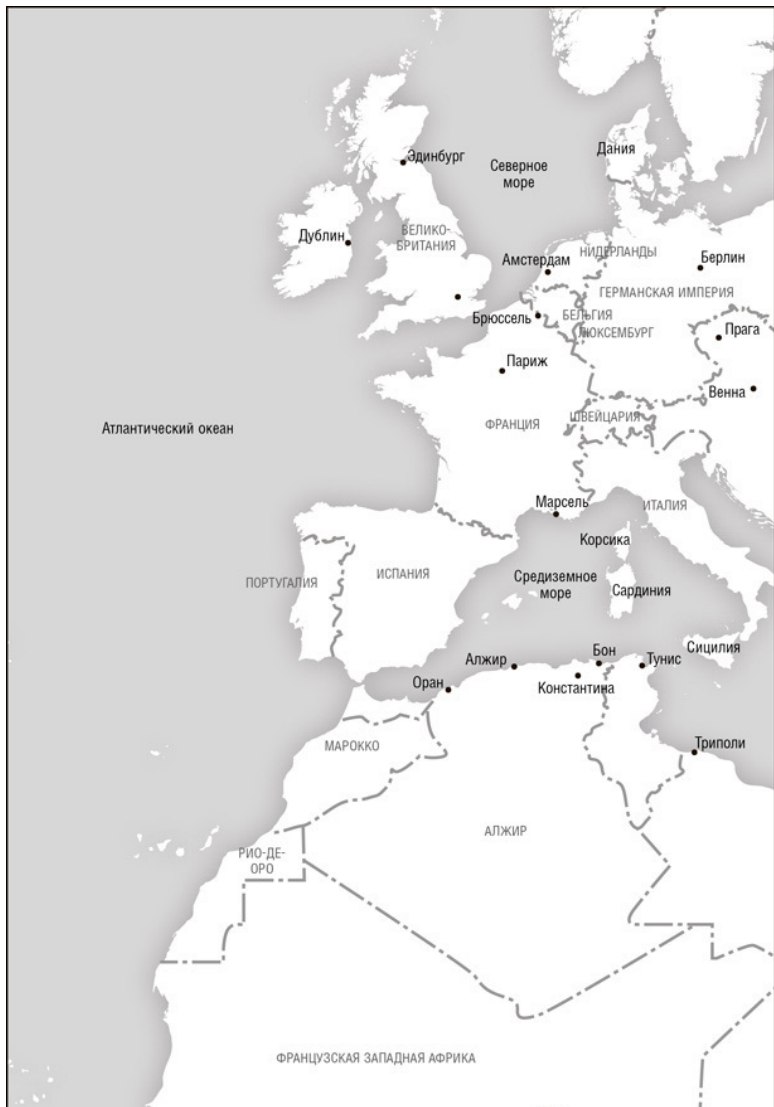 Эдинбург
Северное
море
Дания
Дублин
ВЕЛИКО-
БРИТАНИЯ
НИДЕРЛАНДЫ
Амстердам
Берлин
ГЕРМАНСКАЯ ИМПЕРИЯ
Брюссель
БЕЛЬГИЯ
ЛЮКСЕМБУРГ
Прага
Париж
Венна
Атлантический океан
ФРАНЦИЯ
ШВЕЙЦАРИЯ
Марсель
ИТАЛИЯ
Корсика
ПОРТУГАЛИЯ
ИСПАНИЯ
Средиземное
море
Сардиния
Сицилия
Бон
Алжир
Тунис
Оран
Константина
МАРОККО
Триполи
АЛЖИР
РИО-ДЕ-
ОРО
ФРАНЦУЗСКАЯ ЗАПАДНАЯ АФРИКА